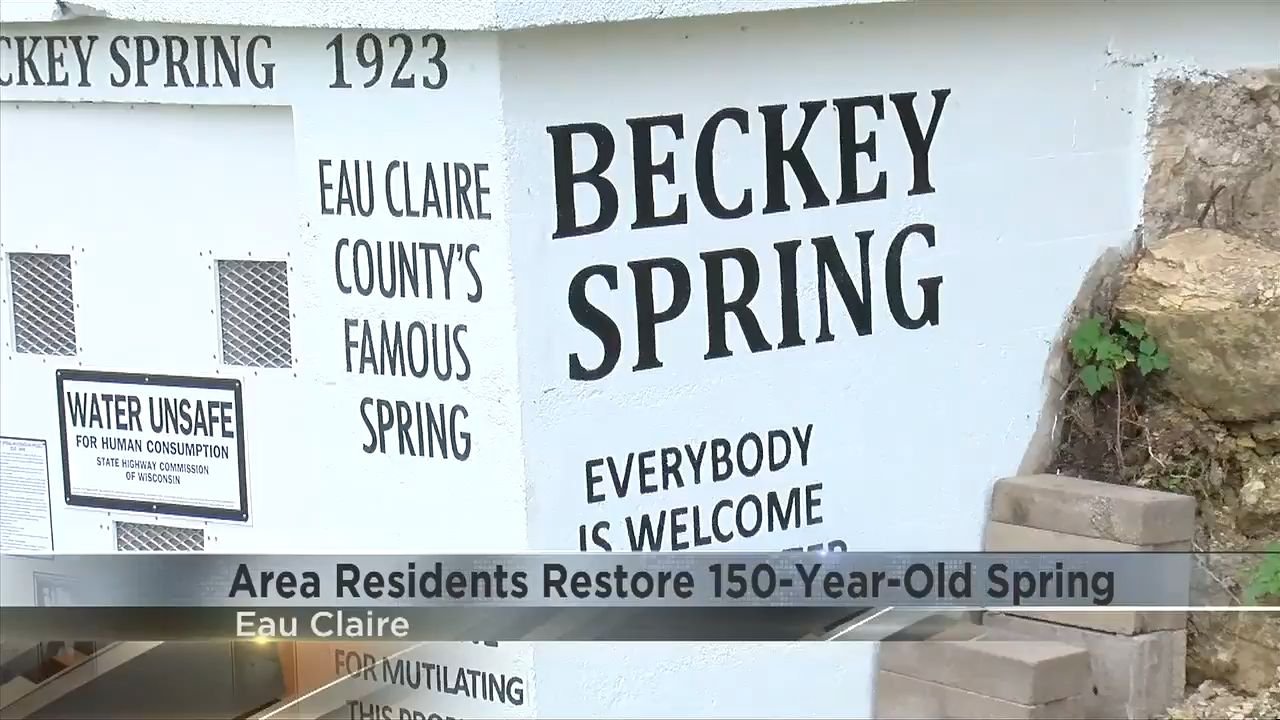 CKEY SPRING 1923
EAU CLAIRE
COUNTY'S
FAMOUS
SPRING
WATER UNSAFE
FOR HUMAN CONSUMPTION
STATE HIGHWAY COMMISSION
OF WISCONSIN
BECKEY
SPRING
EVERYBODY
IS WELCOME
FOR MUTILATING
THIS
Area Residents Restore 150-Year-Old Spring
Eau Claire